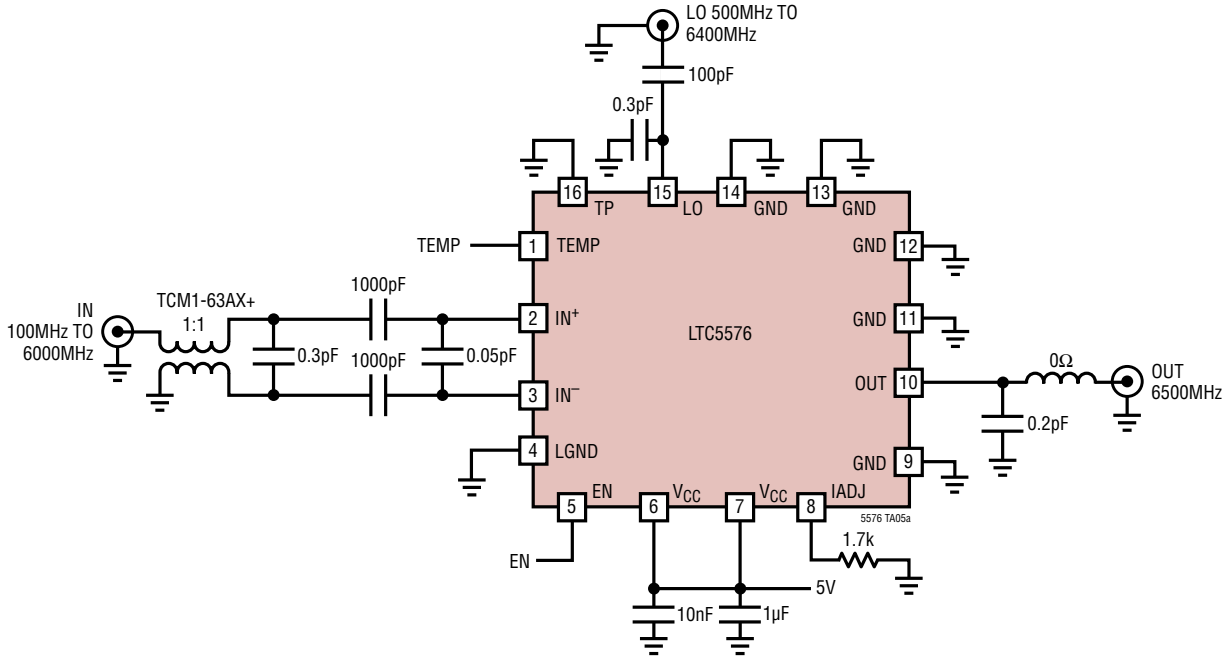 LO 500MHz TO
6400MHz
100pF
0.3pF
16
15
14
13
TP
LO
GND
GND
TEMP
1
TEMP
GND
12
IN
100MHz TO
6000MHz
TCM1-63AX+
1:1
0.3pF
1000pF
1000pF
0.05pF
2
IN+
3
IN−
LTC5576
GND
11
OUT
10
0Ω
OUT
6500MHz
0.2pF
4
LGND
GND
9
EN
VCC
VCC
IADJ
5
6
7
8
5576 TA05a
EN
1.7k
5V
10nF
1µF